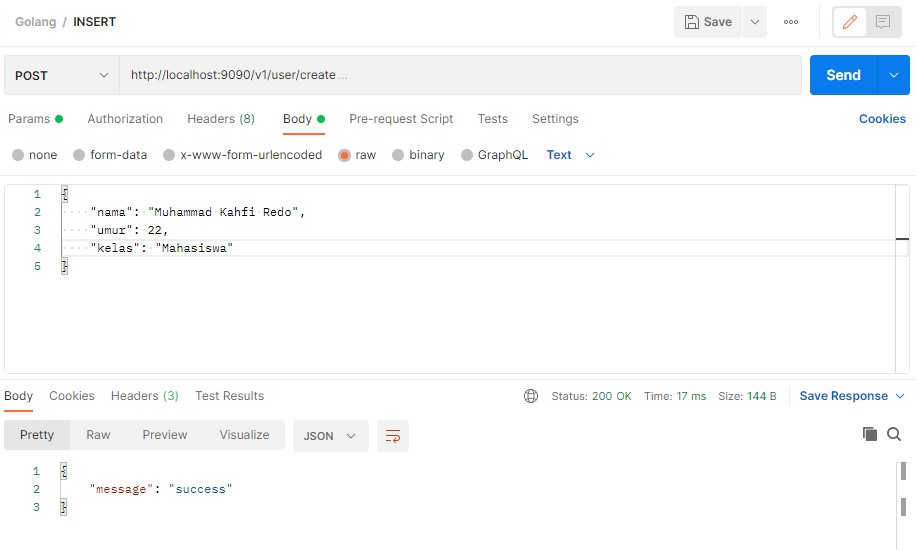 Golang / INSERT
Save
POST
http://localhost:9090/v1/user/create ...
Send
Params
Authorization
Headers (8)
Body
Pre-request Script
Tests
Settings
Cookies
none
form-data
x-www-form-urlencoded
raw
binary
GraphQL
Text
1 {
2 "nama": "Muhammad Kahfi Redo",
3 "umur": 22,
4 "kelas": "Mahasiswa"
5 }
Body
Cookies
Headers (3)
Test Results
Status: 200 OK
Time: 17 ms
Size: 144 B
Save Response
Pretty
Raw
Preview
Visualize
JSON
1 {
2 "message": "success"
3 }